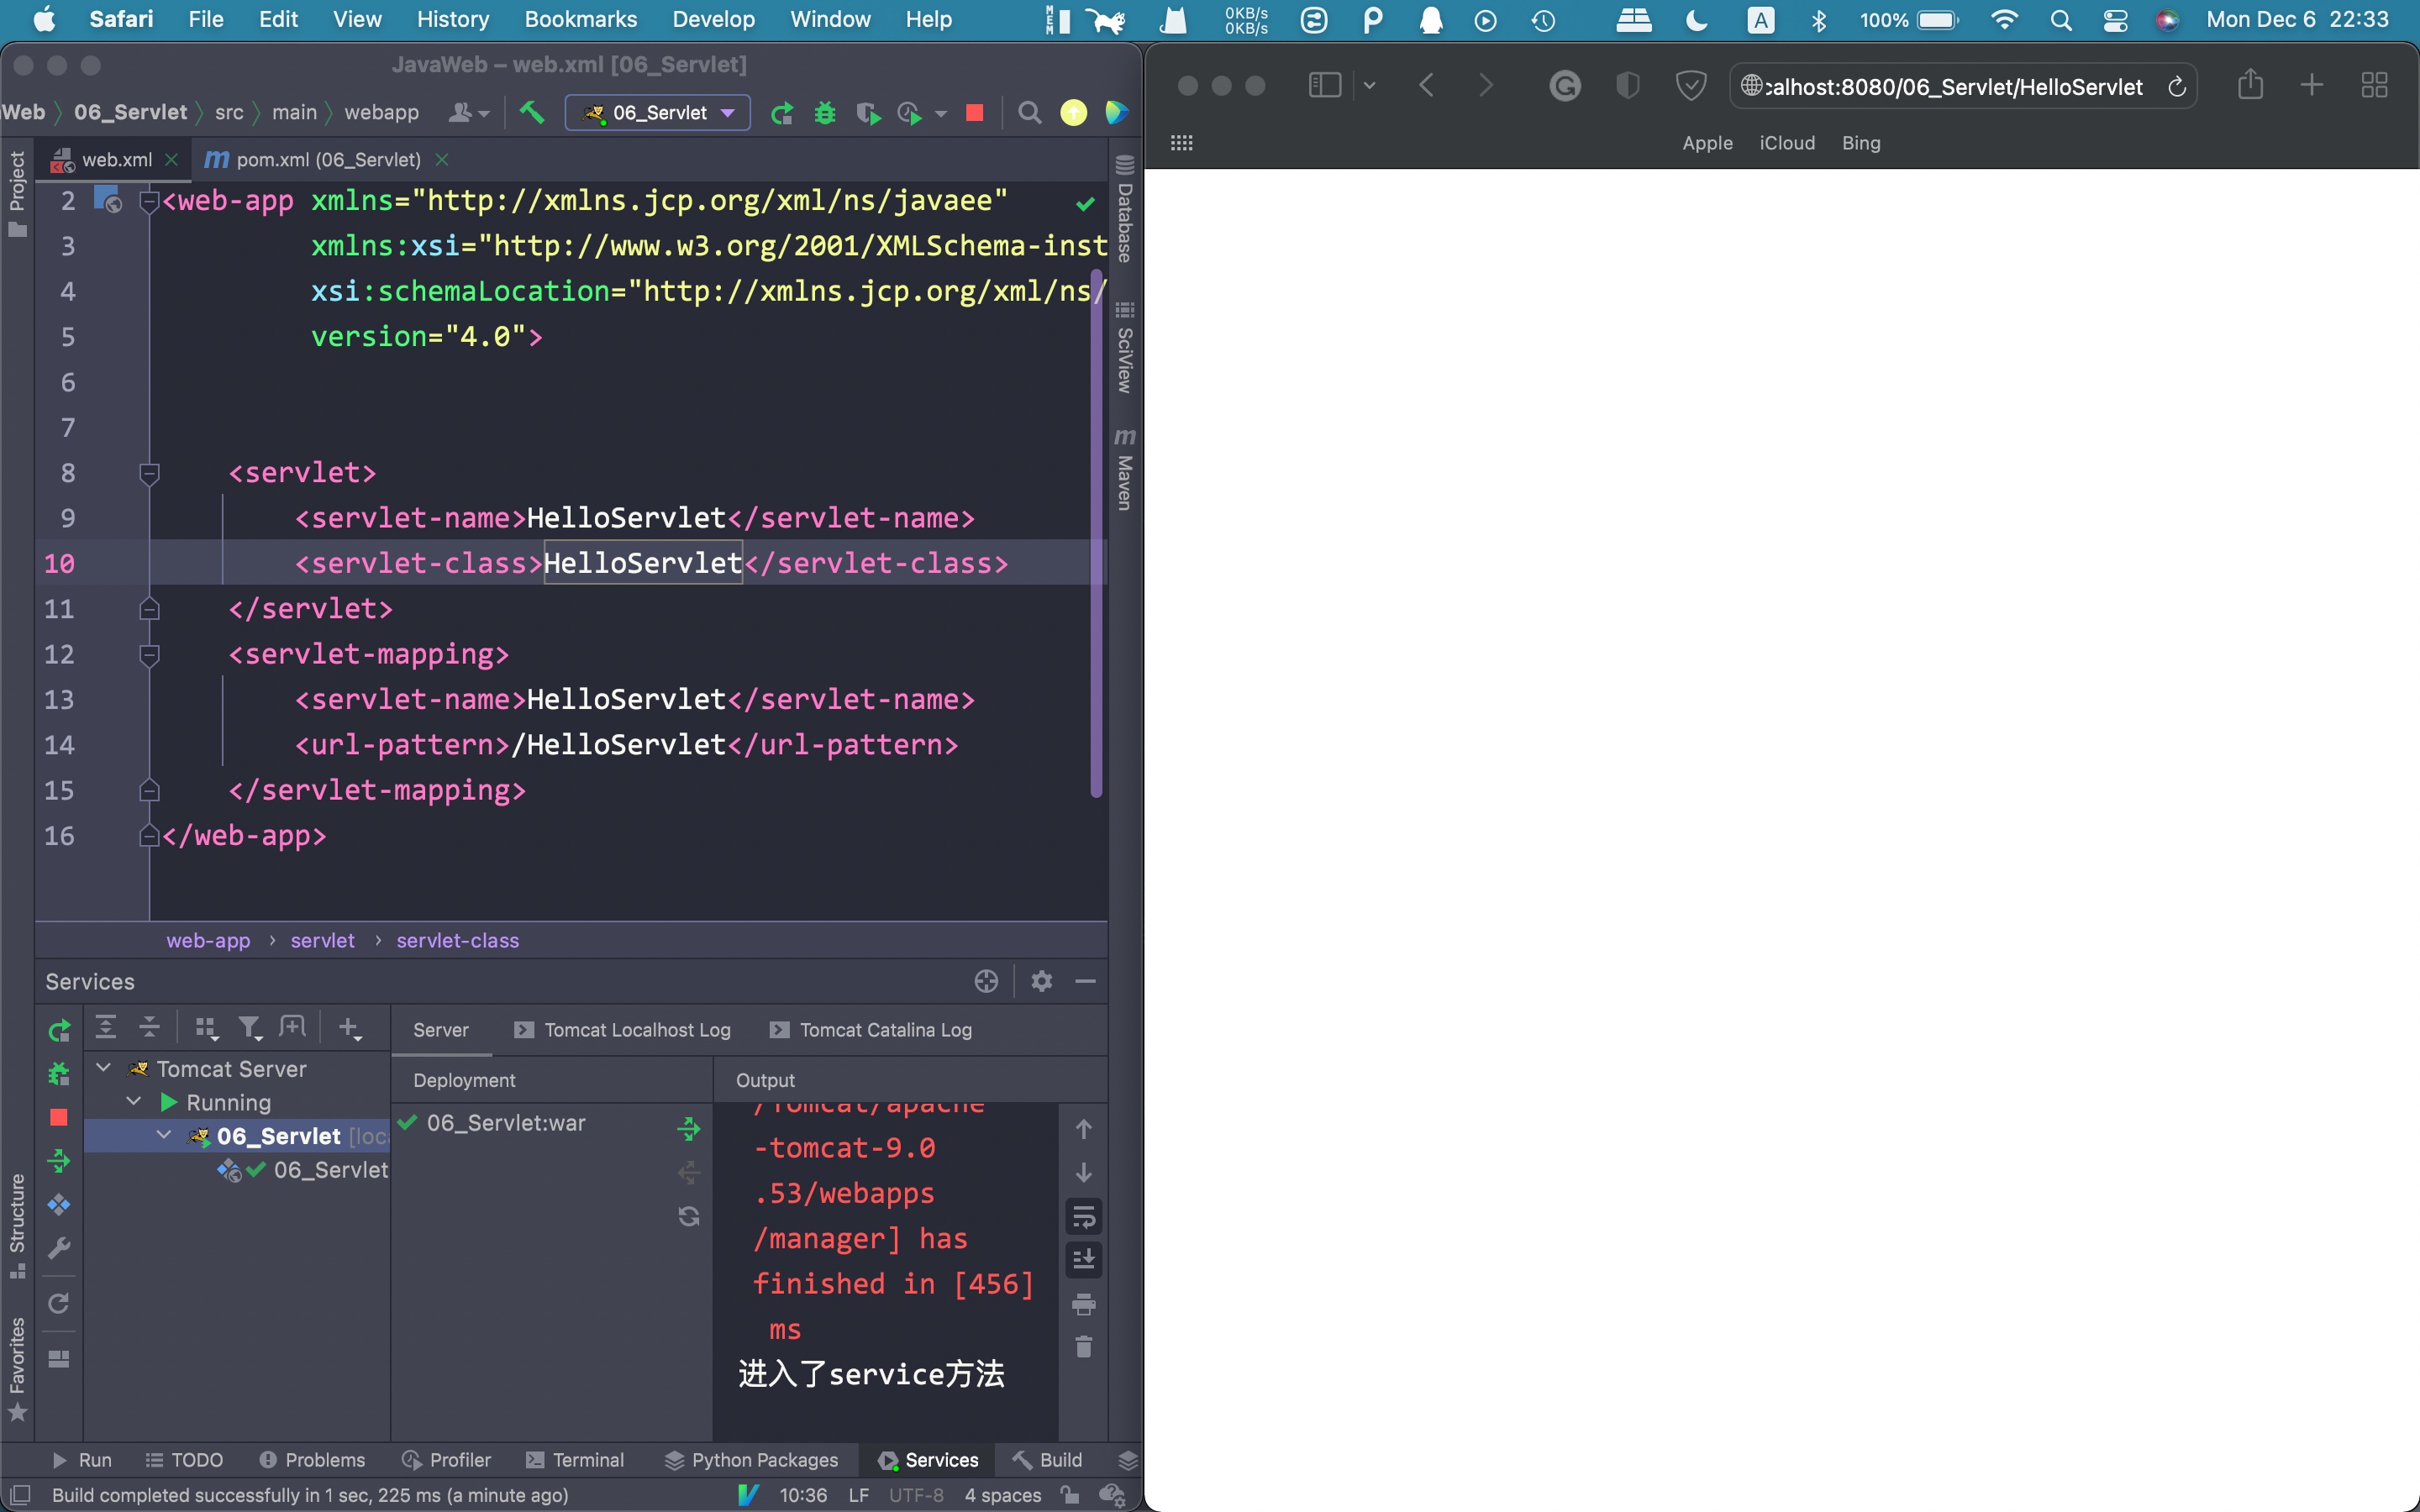 Safari File Edit View History Bookmarks Develop Window Help
MEM
0KB/s
0KB/s
A
100%
Mon Dec 6 22:33
JavaWeb – web.xml [06_Servlet]
Web 06_Servlet src main webapp
06_Servlet
web.xml
pom.xml (06_Servlet)
Project
2 <web-app xmlns="http://xmlns.jcp.org/xml/ns/javaee"
3 xmlns:xsi="http://www.w3.org/2001/XMLSchema-inst
4 xsi:schemaLocation="http://xmlns.jcp.org/xml/ns/
5 version="4.0">
6
7
8 <servlet>
9 <servlet-name>HelloServlet</servlet-name>
10 <servlet-class>HelloServlet</servlet-class>
11 </servlet>
12 <servlet-mapping>
13 <servlet-name>HelloServlet</servlet-name>
14 <url-pattern>/HelloServlet</url-pattern>
15 </servlet-mapping>
16 </web-app>
Database
SciView
Maven
web-app › servlet › servlet-class
Services
Server
Tomcat Localhost Log
Tomcat Catalina Log
Tomcat Server
Running
06_Servlet [loc
06_Servlet
Deployment
06_Servlet:war
Output
/Tomcat/apache
-tomcat-9.0
.53/webapps
/manager] has
finished in [456]
ms
进入了service方法
Structure
Favorites
Run TODO Problems Profiler Terminal Python Packages Services Build
Build completed successfully in 1 sec, 225 ms (a minute ago)
10:36 LF UTF-8 4 spaces
alhost:8080/06_Servlet/HelloServlet
Apple iCloud Bing